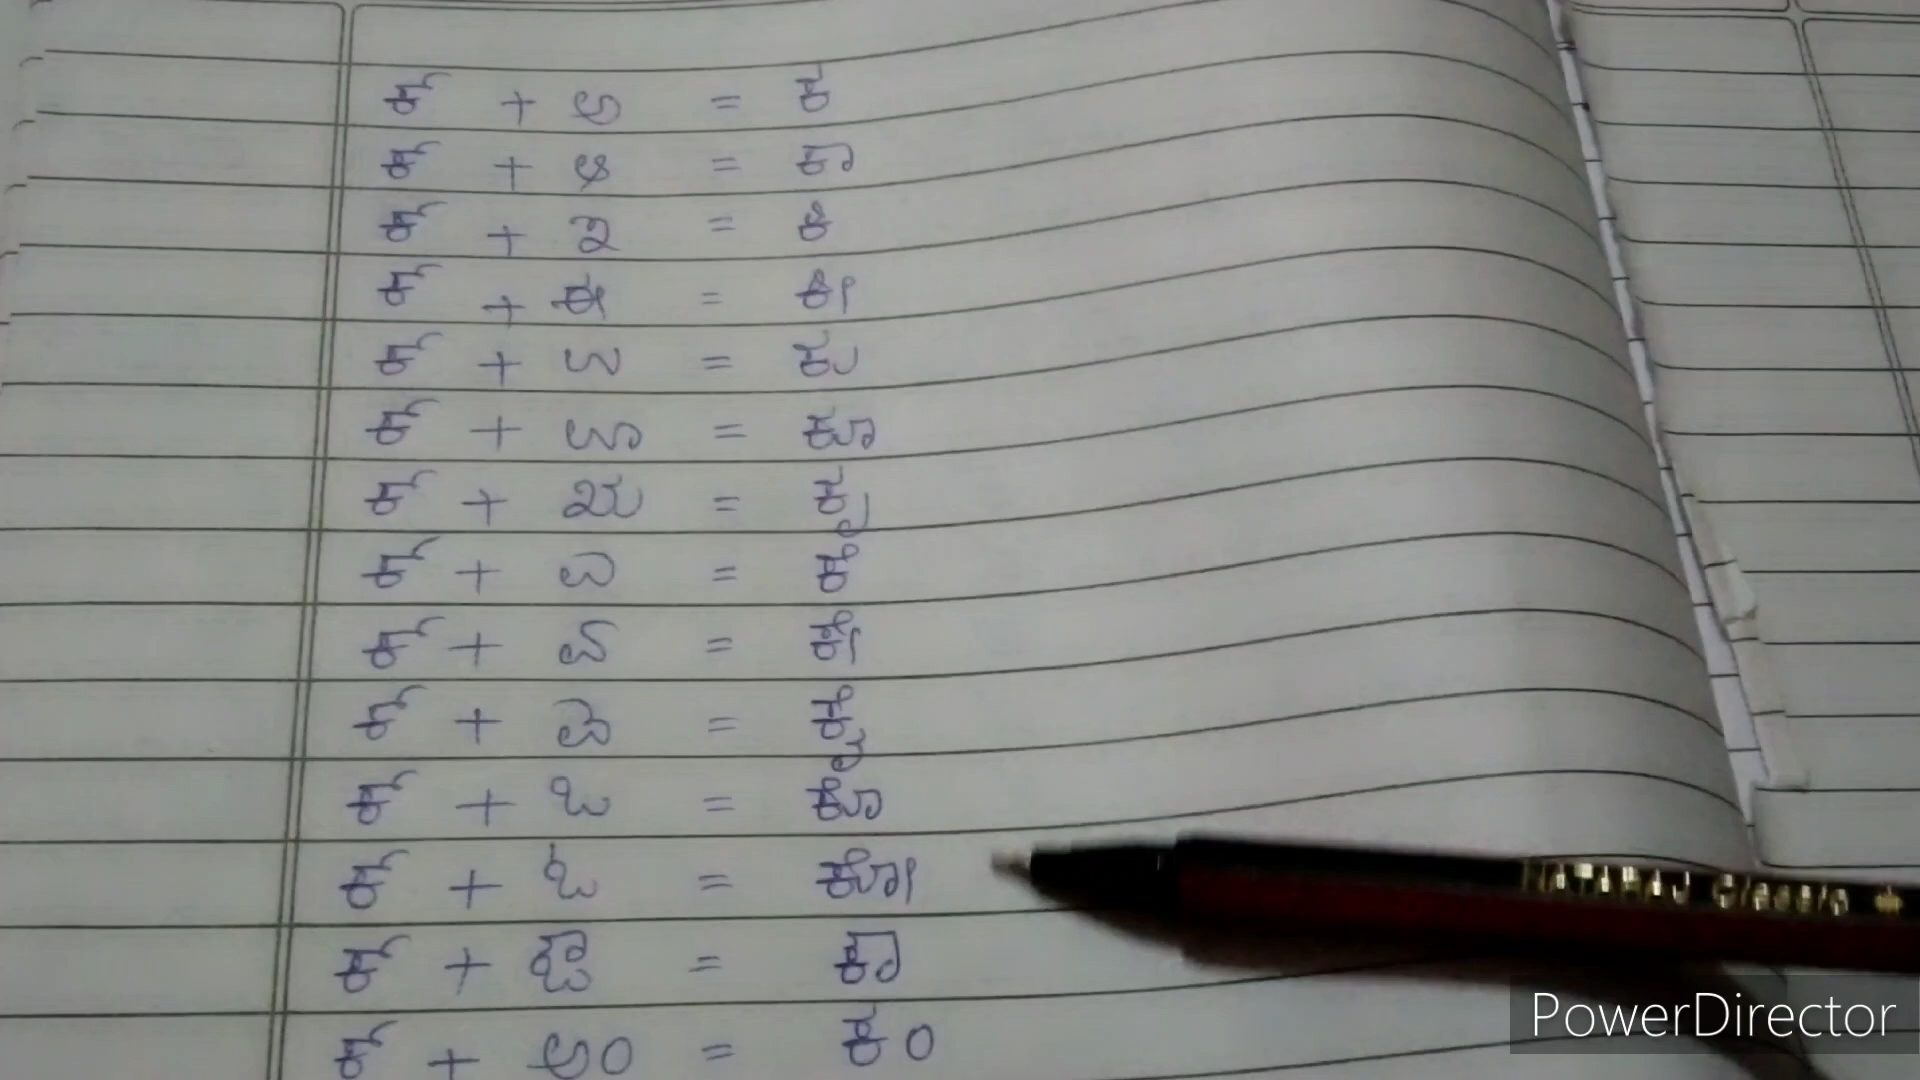 ಕ್ + ಅ = ಕ
ಕ್ + ಆ = ಕಾ
ಕ್ + ಇ = ಕಿ
ಕ್ + ಈ = ಕೀ
ಕ್ + ಉ = ಕು
ಕ್ + ಊ = ಕೂ
ಕ್ + ಋ = ಕೃ
ಕ್ + ಎ = ಕೆ
ಕ್ + ಏ = ಕೇ
ಕ್ + ಐ = ಕೈ
ಕ್ + ಒ = ಕೊ
ಕ್ + ಓ = ಕೋ
ಕ್ + ಔ = ಕೌ
ಕ್ + ಅಂ = ಕಂ
PowerDirector